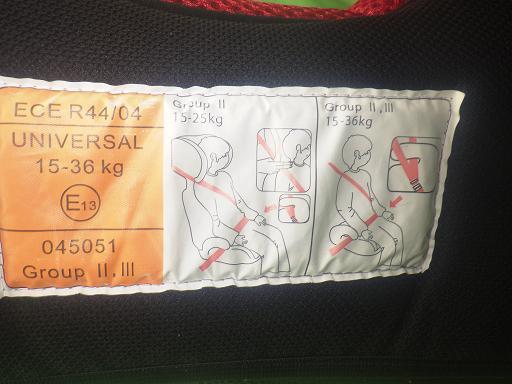 ECE R44/04
UNIVERSAL
15-36 kg
E13
045051
Group II, III
Group II
15-25kg
Group II, III
15-36kg